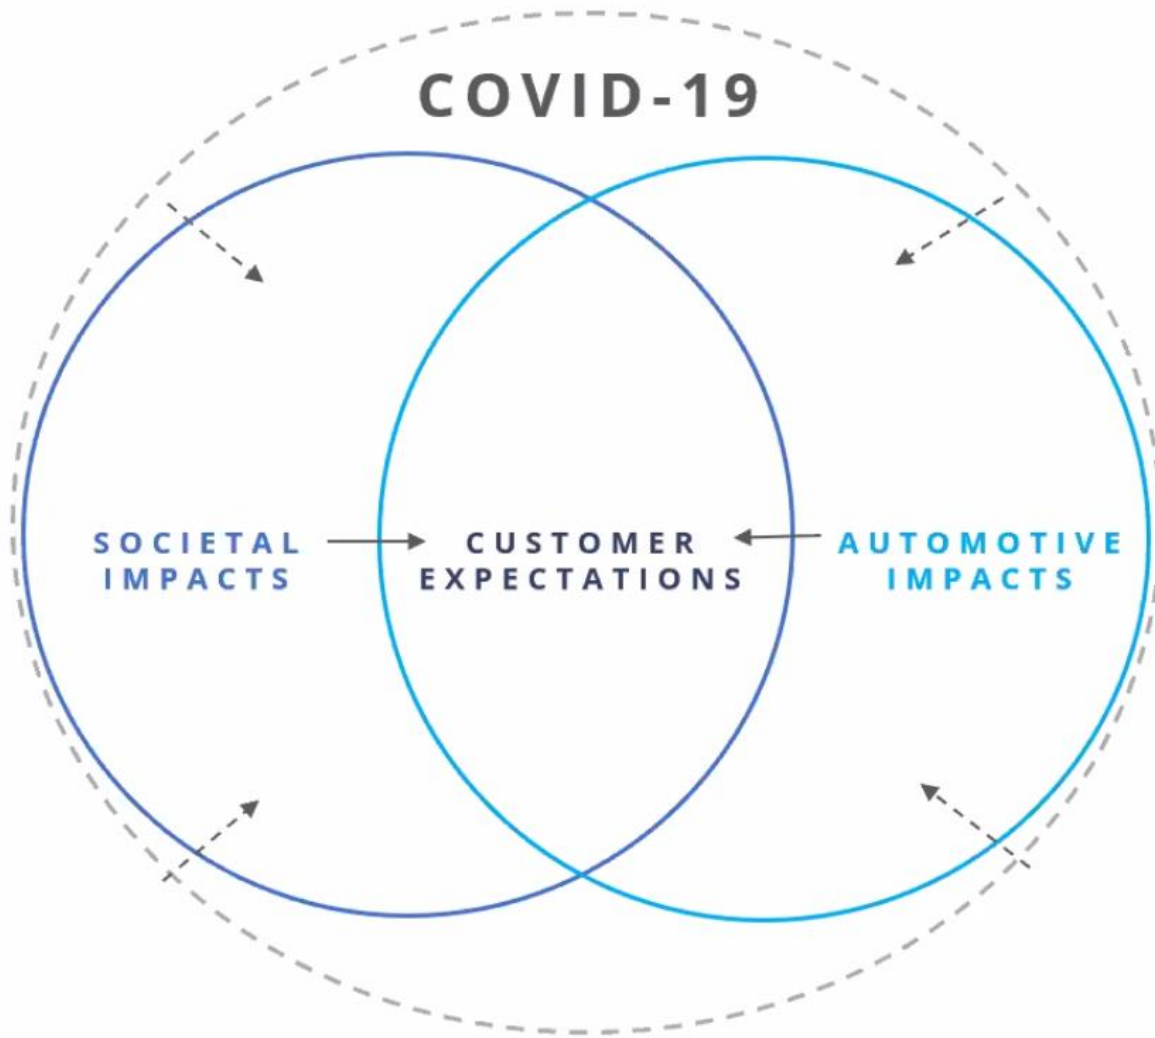 COVID-19
SOCIETAL
IMPACTS
CUSTOMER
EXPECTATIONS
AUTOMOTIVE
IMPACTS